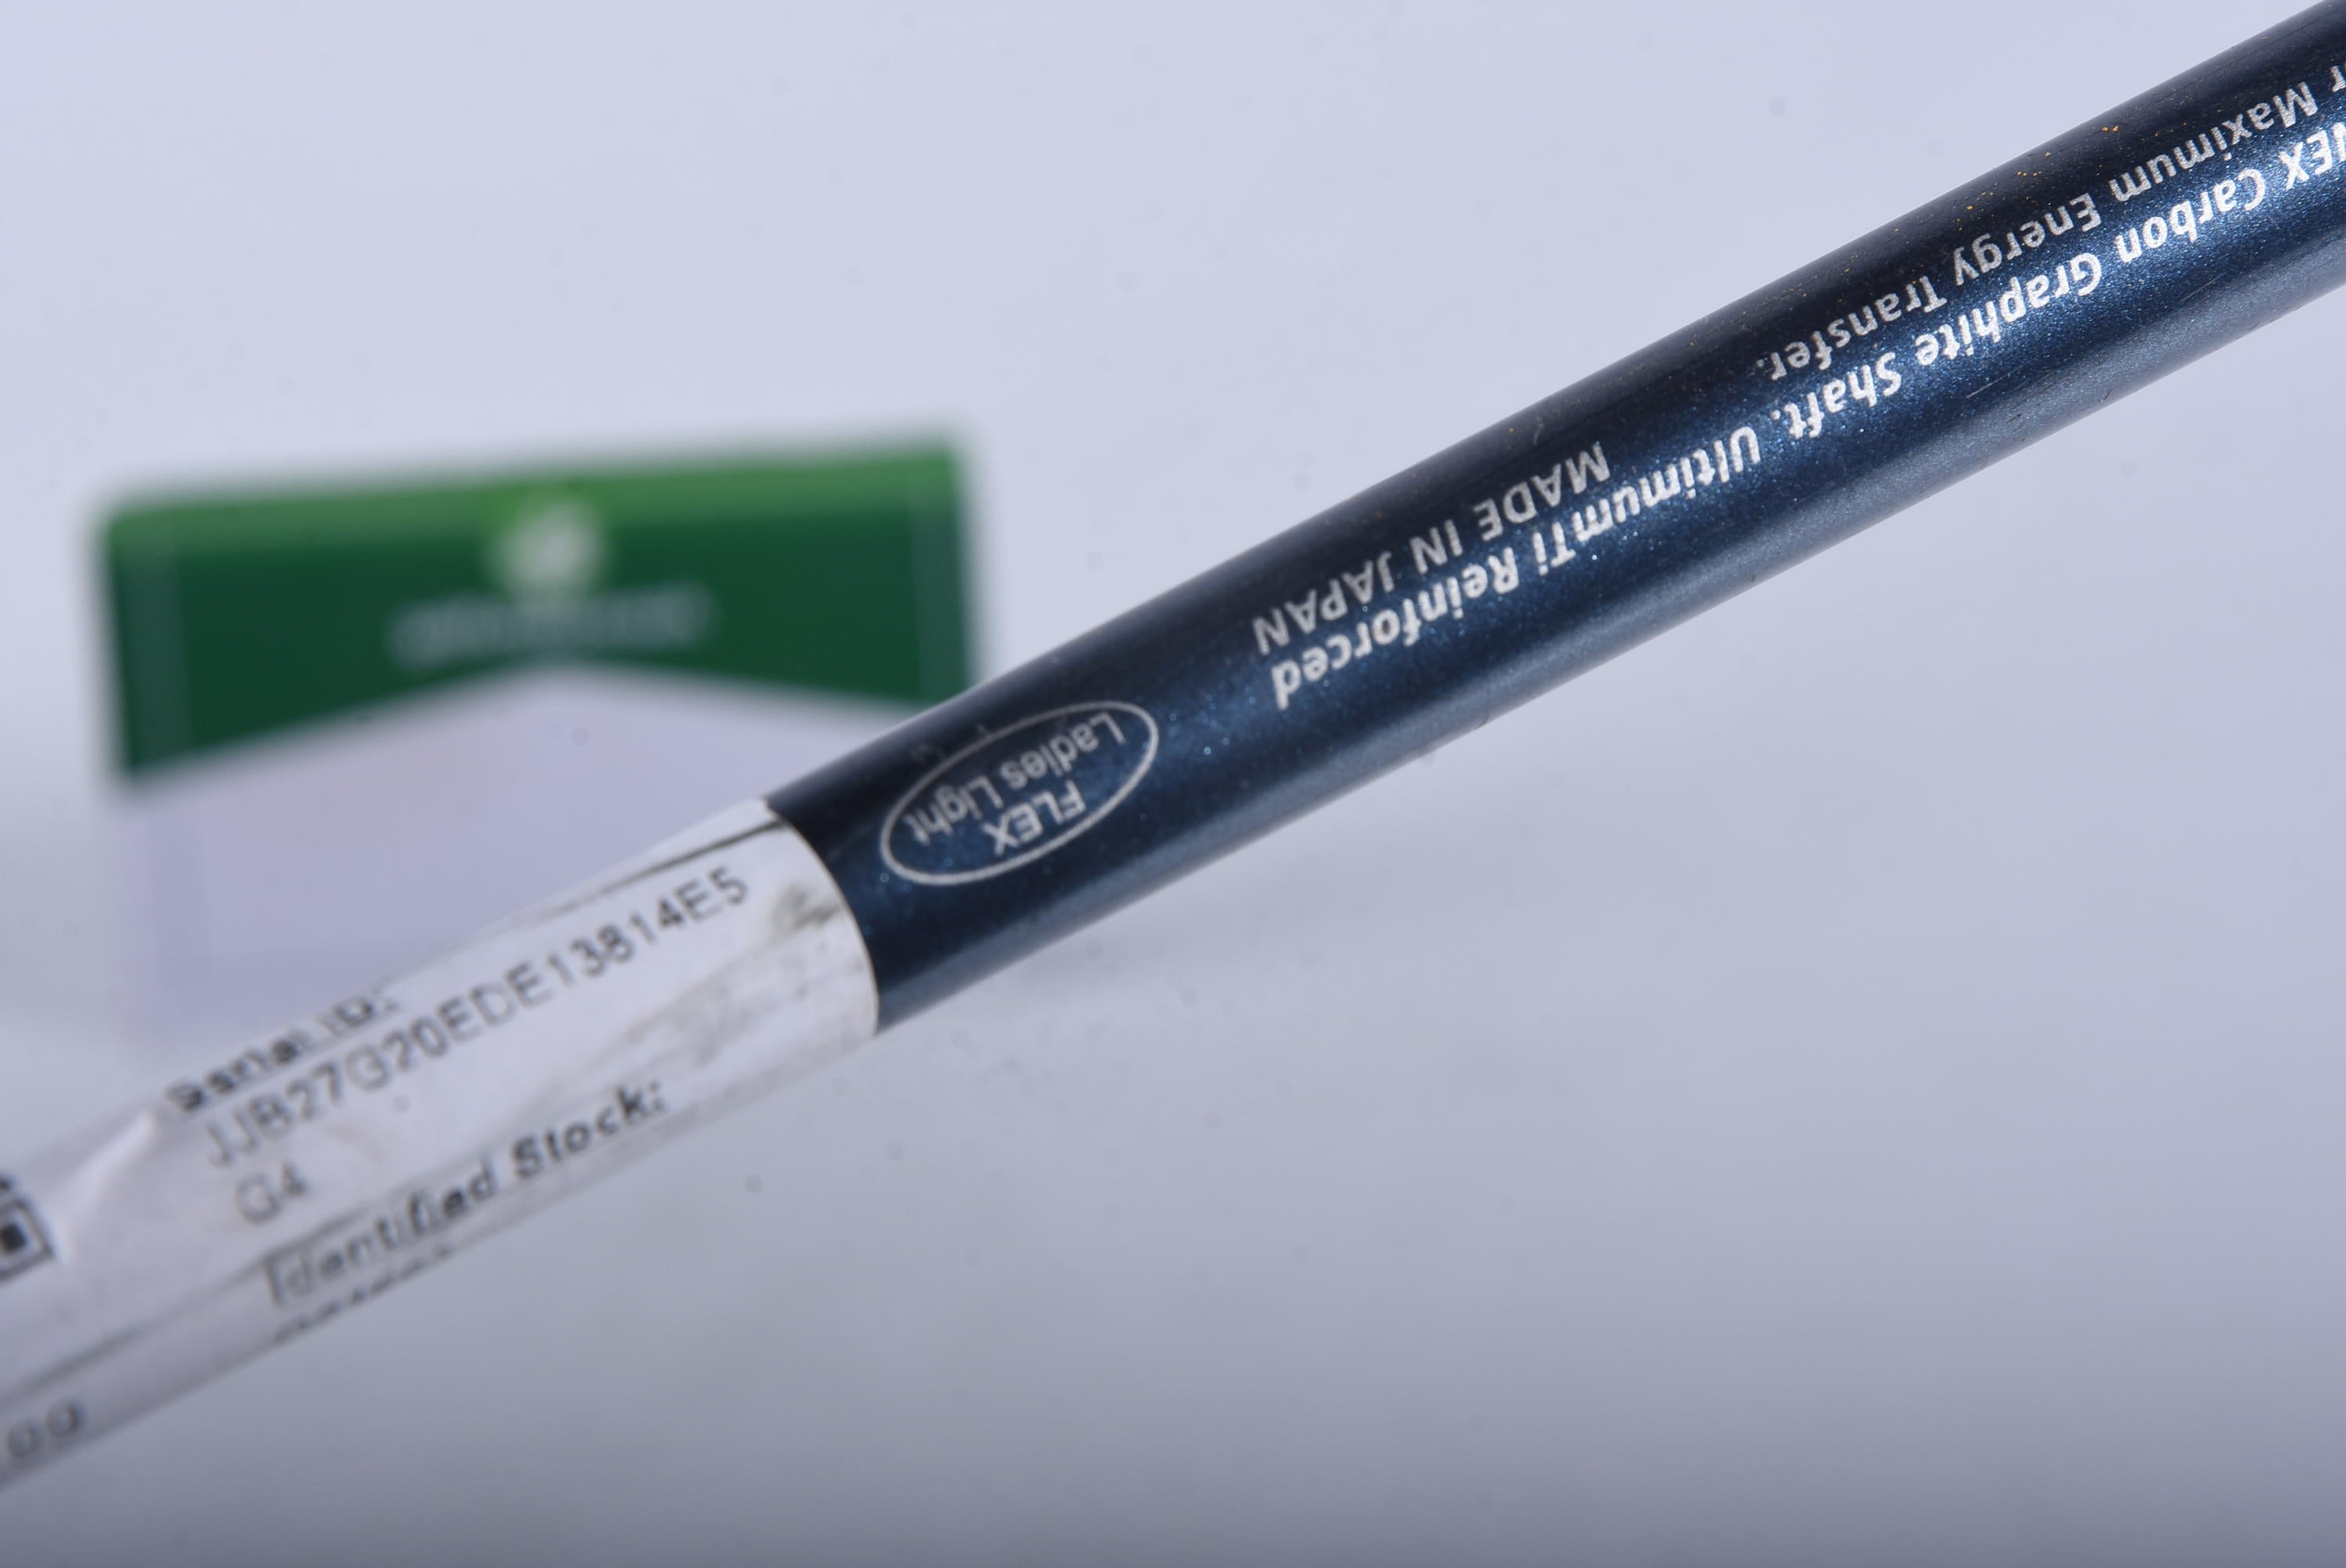 NEX Carbon Graphite Shaft. UltimumTi Reinforced
r Maximum Energy Transfer.
MADE IN JAPAN
FLEX
Ladies Light
Serial ID:
JJB27G20EDE13814E5
G4
Identified Stock: